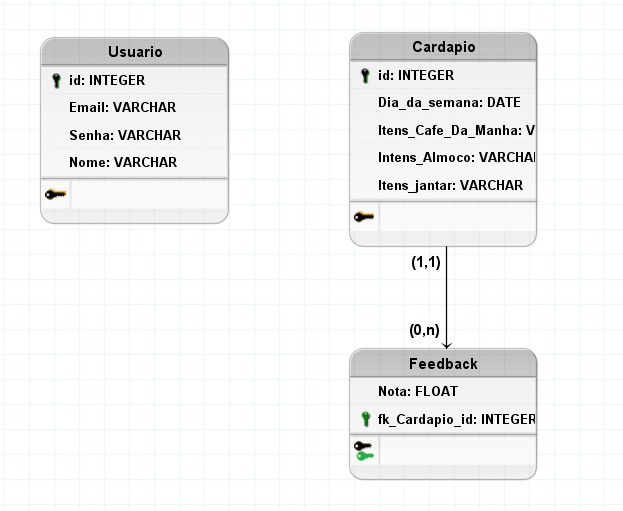 Usuario
id: INTEGER
Email: VARCHAR
Senha: VARCHAR
Nome: VARCHAR
Cardapio
id: INTEGER
Dia_da_semana: DATE
Itens_Cafe_Da_Manha: V
Intens_Almoco: VARCHA
Itens_jantar: VARCHAR
(1,1)
(0,n)
Feedback
Nota: FLOAT
fk_Cardapio_id: INTEGER